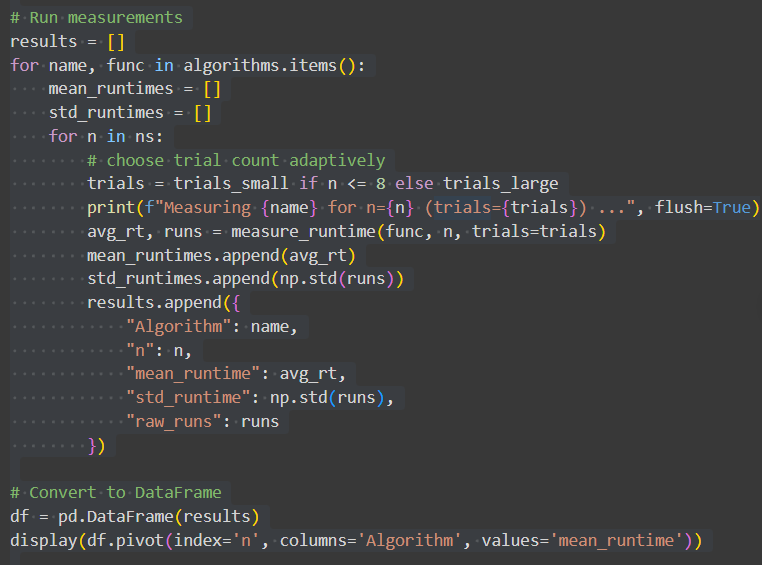 # Run measurements
results = []
for name, func in algorithms.items():
    mean_runtimes = []
    std_runtimes = []
    for n in ns:
        # choose trial count adaptively
        trials = trials_small if n <= 8 else trials_large
        print(f"Measuring {name} for n={n} (trials={trials}) ...", flush=True)
        avg_rt, runs = measure_runtime(func, n, trials=trials)
        mean_runtimes.append(avg_rt)
        std_runtimes.append(np.std(runs))
        results.append({
            "Algorithm": name,
            "n": n,
            "mean_runtime": avg_rt,
            "std_runtime": np.std(runs),
            "raw_runs": runs
        })

# Convert to DataFrame
df = pd.DataFrame(results)
display(df.pivot(index='n', columns='Algorithm', values='mean_runtime'))